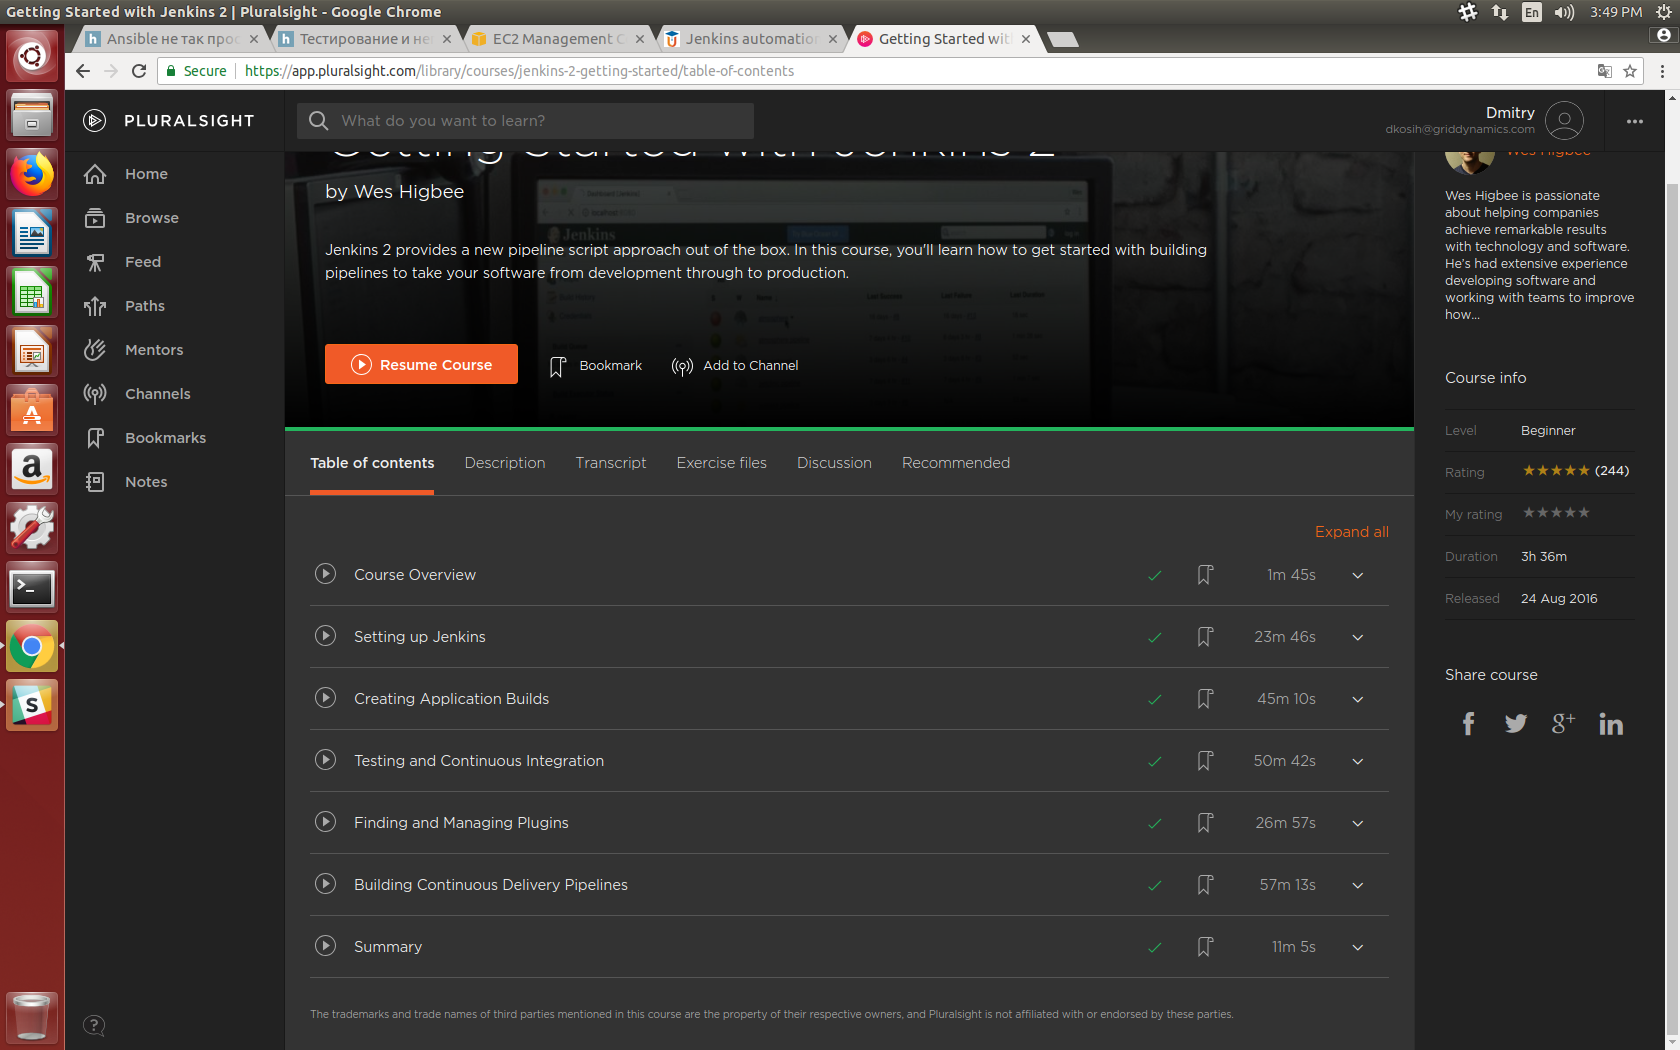 Getting Started with Jenkins 2 | Pluralsight - Google Chrome
En
3:49 PM
Ansible не так прос
Тестирование и не
EC2 Management C
Jenkins automation
Getting Started wit
Secure
https://app.pluralsight.com/library/courses/jenkins-2-getting-started/table-of-contents
PLURALSIGHT
What do you want to learn?
Dmitry
dkosih@griddynamics.com
Home
Browse
Feed
Paths
Mentors
Channels
Bookmarks
Notes
Getting Started with Jenkins 2
by Wes Higbee
Jenkins 2 provides a new pipeline script approach out of the box. In this course, you'll learn how to get started with building
pipelines to take your software from development through to production.
Resume Course
Bookmark
Add to Channel
Jenkins
Table of contents
Description
Transcript
Exercise files
Discussion
Recommended
Expand all
Course Overview 1m 45s
Setting up Jenkins 23m 46s
Creating Application Builds 45m 10s
Testing and Continuous Integration 50m 42s
Finding and Managing Plugins 26m 57s
Building Continuous Delivery Pipelines 57m 13s
Summary 11m 5s
The trademarks and trade names of third parties mentioned in this course are the property of their respective owners, and Pluralsight is not affiliated with or endorsed by these parties.
Wes Higbee
Wes Higbee is passionate
about helping companies
achieve remarkable results
with technology and software.
He's had extensive experience
developing software and
working with teams to improve
how...
Course info
Level Beginner
Rating ★★★★★ (244)
My rating ★★★★★
Duration 3h 36m
Released 24 Aug 2016
Share course